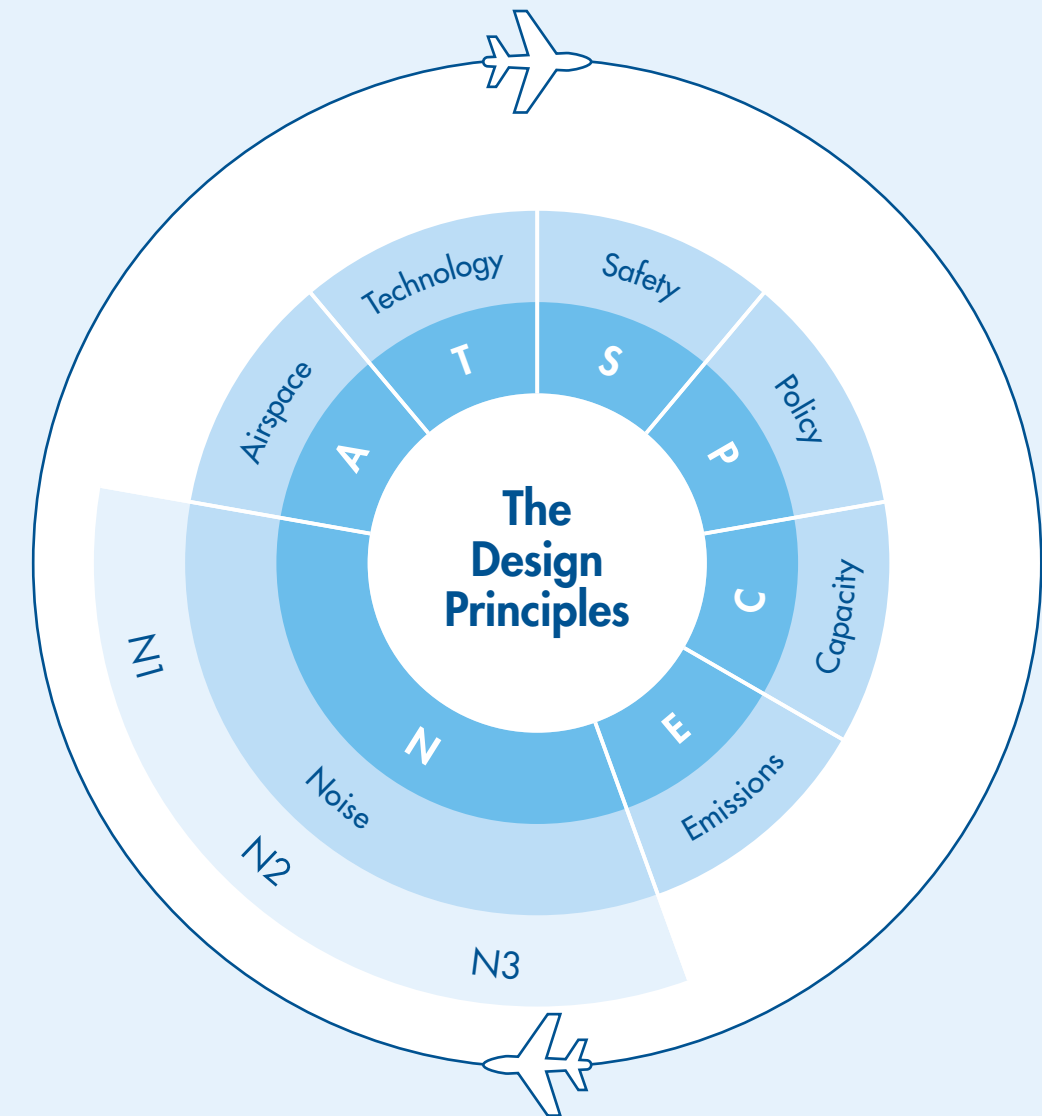 The
Design
Principles
S
Safety
P
Policy
C
Capacity
E
Emissions
N
Noise
N1
N2
N3
A
Airspace
T
Technology